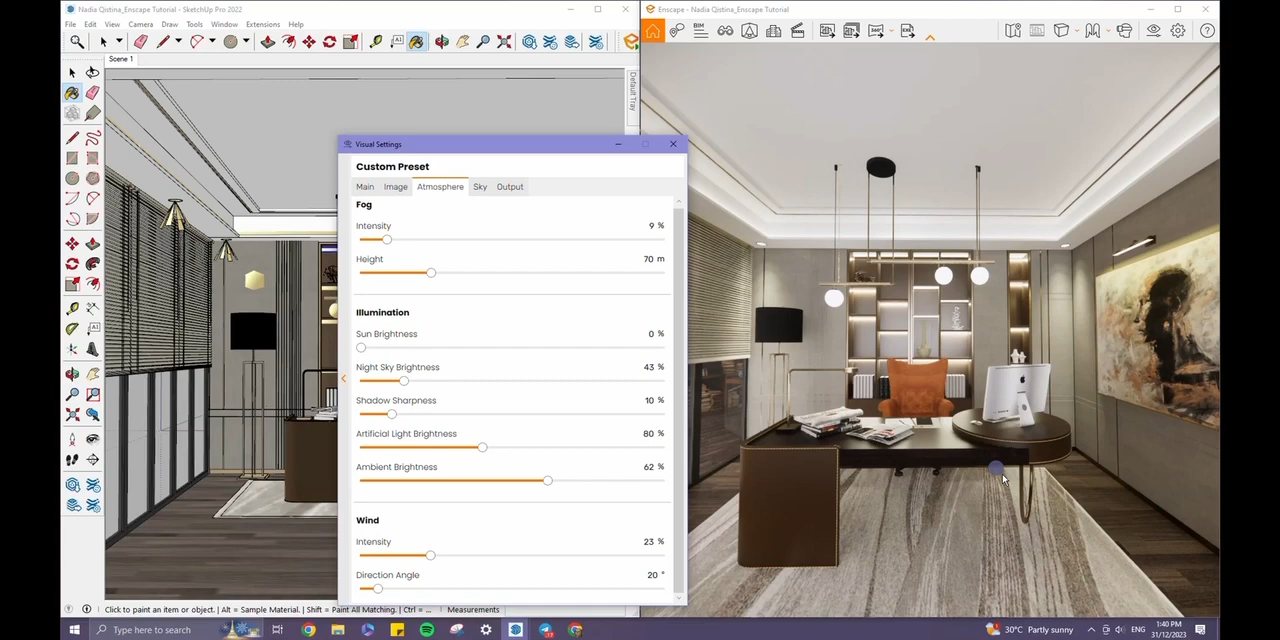 Nadia Qistina_Enscape Tutorial - SketchUp Pro 2022
File Edit View Camera Draw Tools Window Extensions Help
Scene 1
Default Tray
Enscape - Nadia Qistina_Enscape Tutorial
BIM
Visual Settings
Custom Preset
Main Image Atmosphere Sky Output
Fog
Intensity 9 %
Height 70 m
Illumination
Sun Brightness 0 %
Night Sky Brightness 43 %
Shadow Sharpness 10 %
Artificial Light Brightness 80 %
Ambient Brightness 62 %
Wind
Intensity 23 %
Direction Angle 20 °
Click to paint an item or object. | Alt = Sample Material. | Shift = Paint All Matching. | Ctrl = ... Measurements
Type here to search
30°C Partly sunny
ENG
1:40 PM
31/12/2023